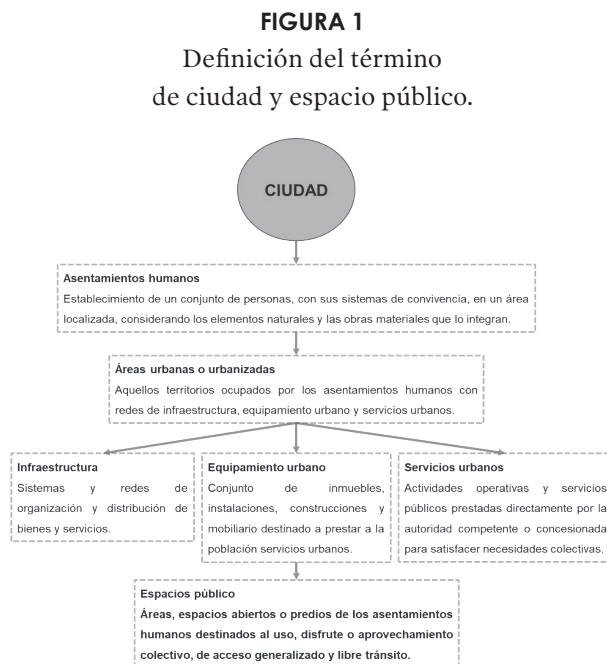 FIGURA 1
Definición del término
de ciudad y espacio público.
CIUDAD
Asentamientos humanos
Establecimiento de un conjunto de personas, con sus sistemas de convivencia, en un área
localizada, considerando los elementos naturales y las obras materiales que lo integran.
Áreas urbanas o urbanizadas
Aquellos territorios ocupados por los asentamientos humanos con
redes de infraestructura, equipamiento urbano y servicios urbanos.
Infraestructura
Sistemas y redes de
organización y distribución de
bienes y servicios.
Equipamiento urbano
Conjunto de inmuebles,
instalaciones, construcciones y
mobiliario destinado a prestar a la
población servicios urbanos.
Servicios urbanos
Actividades operativas y servicios
públicos prestadas directamente por la
autoridad competente o concesionada
para satisfacer necesidades colectivas.
Espacios público
Áreas, espacios abiertos o predios de los asentamientos
humanos destinados al uso, disfrute o aprovechamiento
colectivo, de acceso generalizado y libre tránsito.